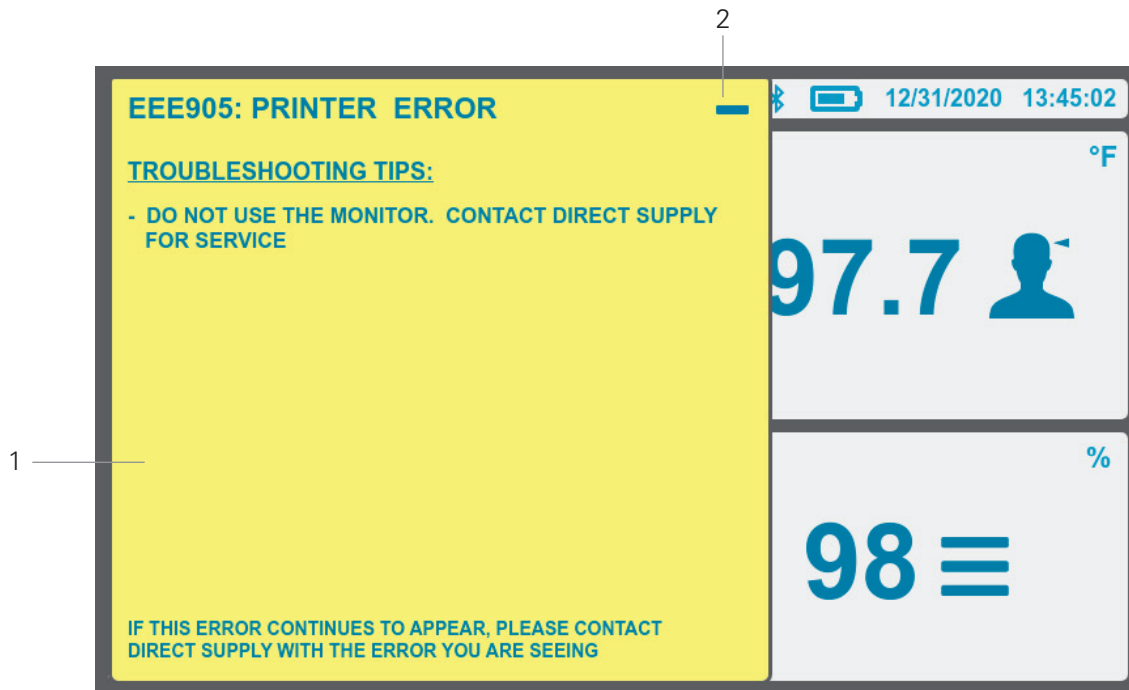 2
EEE905: PRINTER ERROR
12/31/2020 13:45:02
TROUBLESHOOTING TIPS:
- DO NOT USE THE MONITOR. CONTACT DIRECT SUPPLY
FOR SERVICE
°F
97.7
1
%
98
IF THIS ERROR CONTINUES TO APPEAR, PLEASE CONTACT
DIRECT SUPPLY WITH THE ERROR YOU ARE SEEING